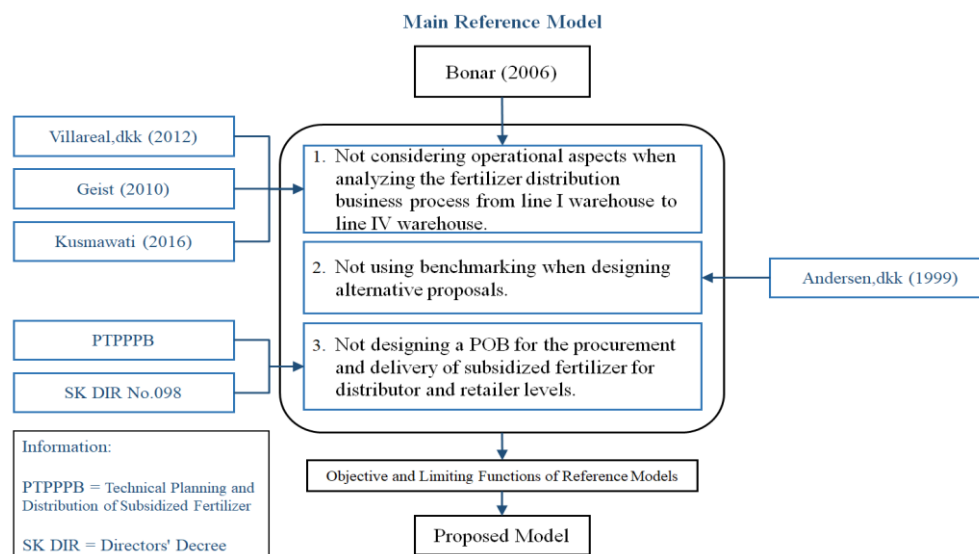 Main Reference Model
Bonar (2006)
Villareal,dkk (2012)
Geist (2010)
Kusmawati (2016)
1. Not considering operational aspects when
analyzing the fertilizer distribution
business process from line I warehouse to
line IV warehouse.
2. Not using benchmarking when designing
alternative proposals.
Andersen,dkk (1999)
PTPPPB
SK DIR No.098
3. Not designing a POB for the procurement
and delivery of subsidized fertilizer for
distributor and retailer levels.
Information:
PTPPPB = Technical Planning and
Distribution of Subsidized Fertilizer
SK DIR = Directors' Decree
Objective and Limiting Functions of Reference Models
Proposed Model